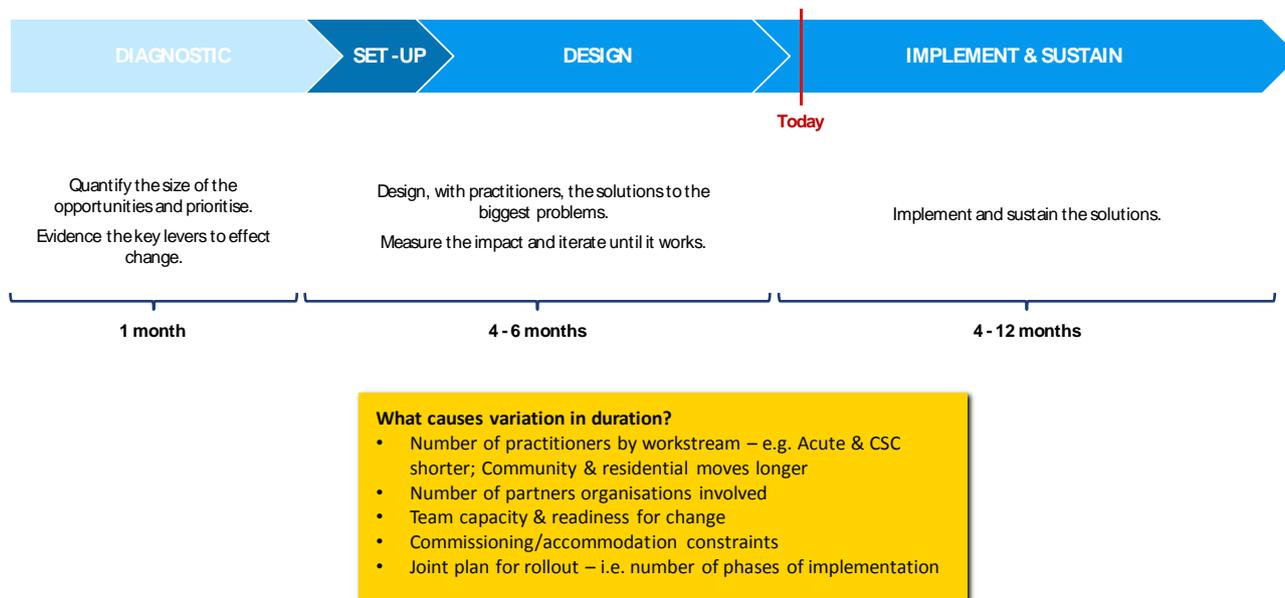 DIAGNOSTIC
SET-UP
DESIGN
IMPLEMENT & SUSTAIN
Today
Quantify the size of the
opportunities and prioritise.
Evidence the key levers to effect
change.
Design, with practitioners, the solutions to the
biggest problems.
Measure the impact and iterate until it works.
Implement and sustain the solutions.
1 month
4 - 6 months
4 - 12 months
What causes variation in duration?
• Number of practitioners by workstream – e.g. Acute & CSC
shorter; Community & residential moves longer
• Number of partners organisations involved
• Team capacity & readiness for change
• Commissioning/accommodation constraints
• Joint plan for rollout – i.e. number of phases of implementation